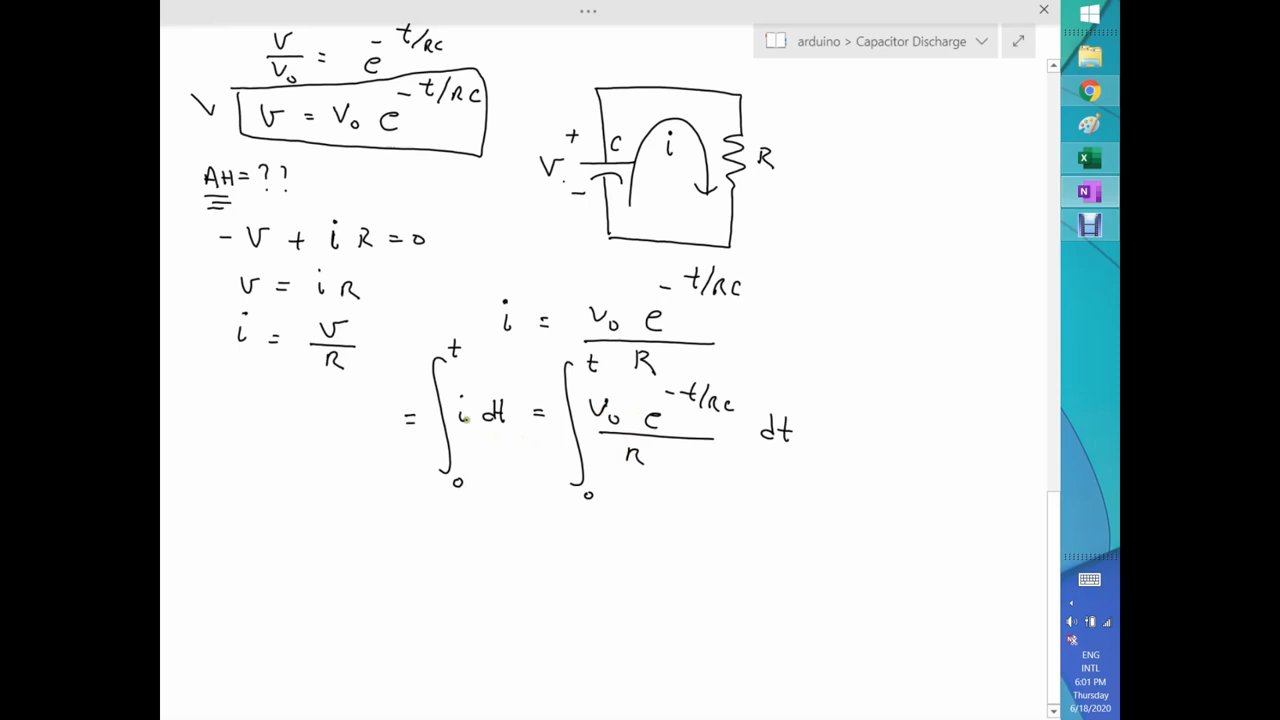 arduino > Capacitor Discharge
v/v₀ = e^(-t/RC)
V
v = v₀ e^(-t/RC)
AH = ??
- v + i R = 0
v = i R
i = v/R
+
C
i
R
V
-
i = v₀ e^(-t/RC) / R
= ∫₀ᵗ i dt = ∫₀ᵗ v₀ e^(-t/RC) / R dt
ENG
INTL
6:01 PM
Thursday
6/18/2020